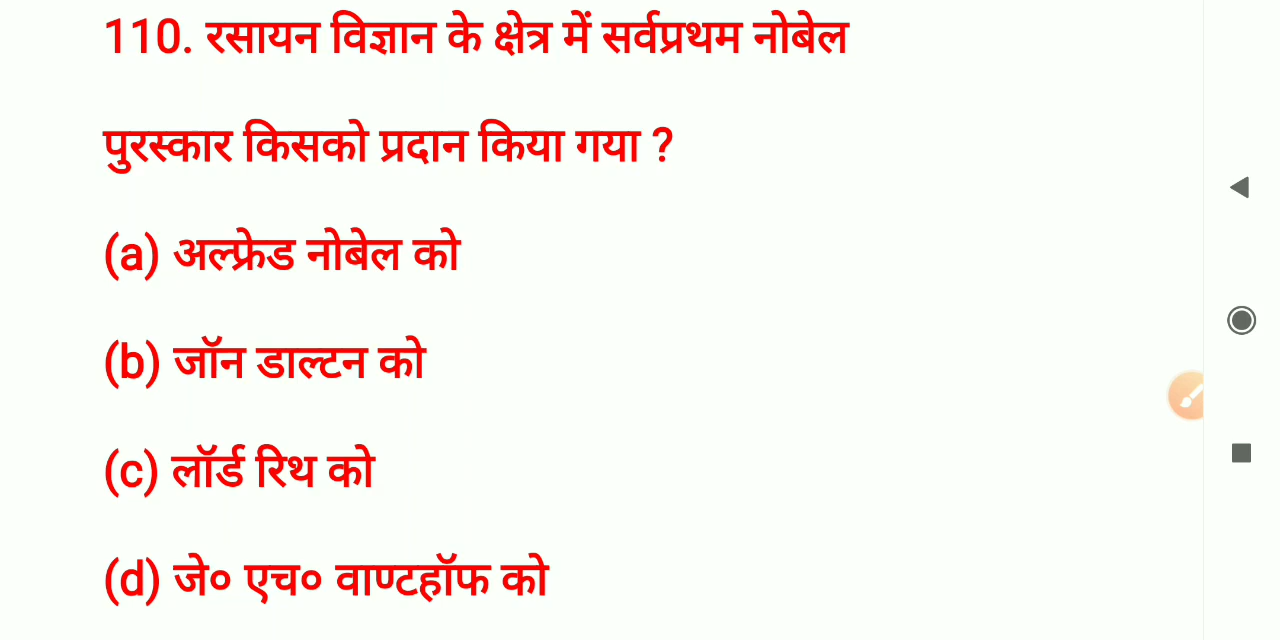 110. रसायन विज्ञान के क्षेत्र में सर्वप्रथम नोबेल
पुरस्कार किसको प्रदान किया गया ?
(a) अल्फ्रेड नोबेल को
(b) जॉन डाल्टन को
(c) लॉर्ड रिथ को
(d) जे० एच० वाण्टहॉफ को